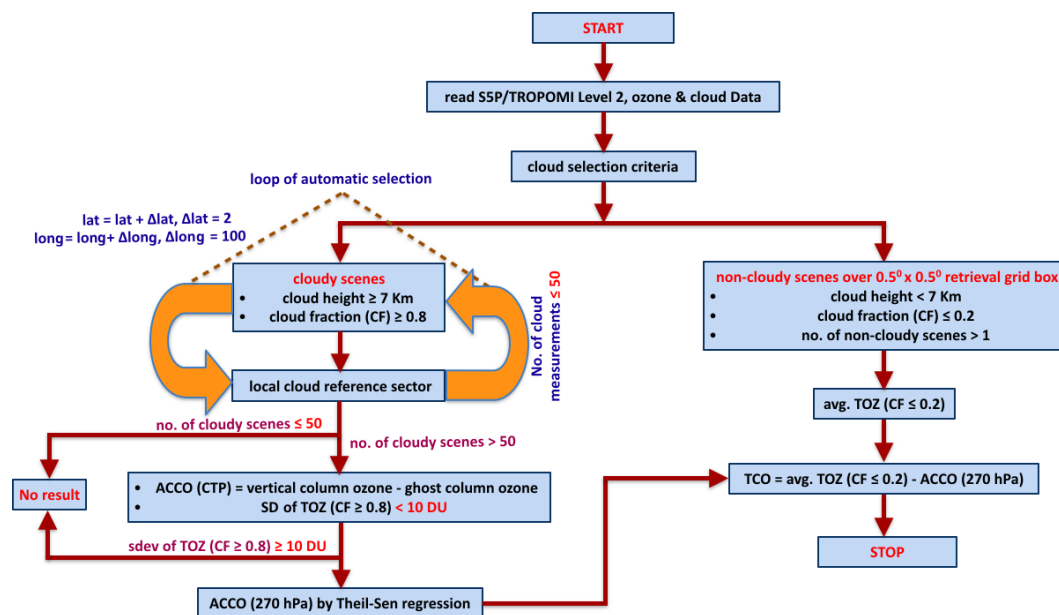 START
read S5P/TROPOMI Level 2, ozone & cloud Data
cloud selection criteria
loop of automatic selection
lat = lat + Δlat, Δlat = 2
long= long+ Δlong, Δlong = 100
cloudy scenes
• cloud height ≥ 7 Km
• cloud fraction (CF) ≥ 0.8
No. of cloud
measurements ≤ 50
local cloud reference sector
no. of cloudy scenes ≤ 50
no. of cloudy scenes > 50
No result
• ACCO (CTP) = vertical column ozone - ghost column ozone
• SD of TOZ (CF ≥ 0.8) < 10 DU
sdev of TOZ (CF ≥ 0.8) ≥ 10 DU
ACCO (270 hPa) by Theil-Sen regression
non-cloudy scenes over 0.5⁰ x 0.5⁰ retrieval grid box
• cloud height < 7 Km
• cloud fraction (CF) ≤ 0.2
• no. of non-cloudy scenes > 1
avg. TOZ (CF ≤ 0.2)
TCO = avg. TOZ (CF ≤ 0.2) - ACCO (270 hPa)
STOP